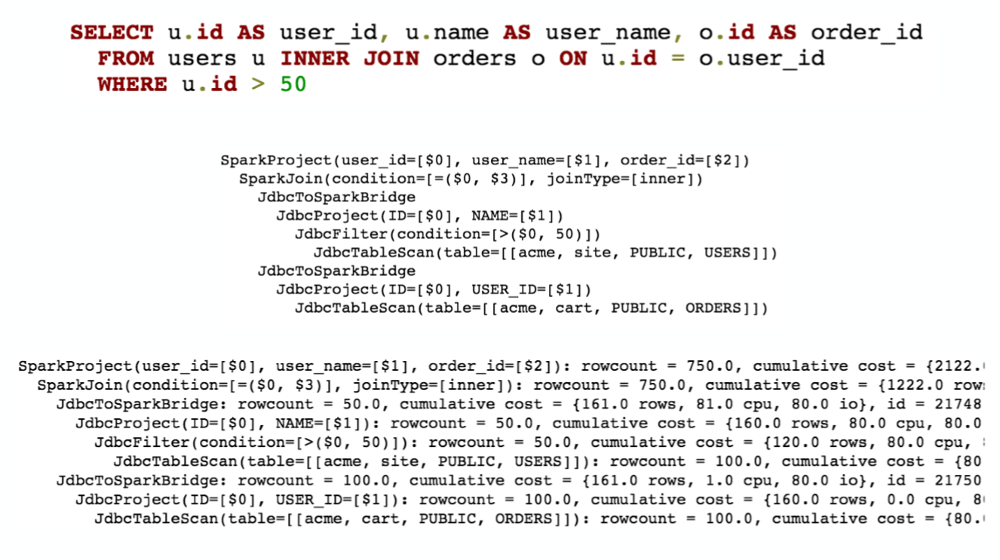 SELECT u.id AS user_id, u.name AS user_name, o.id AS order_id
FROM users u INNER JOIN orders o ON u.id = o.user_id
WHERE u.id > 50
SparkProject(user_id=[$0], user_name=[$1], order_id=[$2])
SparkJoin(condition=[=($0, $3)], joinType=[inner])
JdbcToSparkBridge
JdbcProject(ID=[$0], NAME=[$1])
JdbcFilter(condition=[>($0, 50)])
JdbcTableScan(table=[[acme, site, PUBLIC, USERS]])
JdbcToSparkBridge
JdbcProject(ID=[$0], USER_ID=[$1])
JdbcTableScan(table=[[acme, cart, PUBLIC, ORDERS]])
SparkProject(user_id=[$0], user_name=[$1], order_id=[$2]): rowcount = 750.0, cumulative cost = {2122.
SparkJoin(condition=[=($0, $3)], joinType=[inner]): rowcount = 750.0, cumulative cost = {1222.0 row
JdbcToSparkBridge: rowcount = 50.0, cumulative cost = {161.0 rows, 81.0 cpu, 80.0 io}, id = 21748
JdbcProject(ID=[$0], NAME=[$1]): rowcount = 50.0, cumulative cost = {160.0 rows, 80.0 cpu, 80.0
JdbcFilter(condition=[>($0, 50)]): rowcount = 50.0, cumulative cost = {120.0 rows, 80.0 cpu,
JdbcTableScan(table=[[acme, site, PUBLIC, USERS]]): rowcount = 100.0, cumulative cost = {80
JdbcToSparkBridge: rowcount = 100.0, cumulative cost = {161.0 rows, 1.0 cpu, 80.0 io}, id = 21750
JdbcProject(ID=[$0], USER_ID=[$1]): rowcount = 100.0, cumulative cost = {160.0 rows, 0.0 cpu, 8
JdbcTableScan(table=[[acme, cart, PUBLIC, ORDERS]]): rowcount = 100.0, cumulative cost = {80.